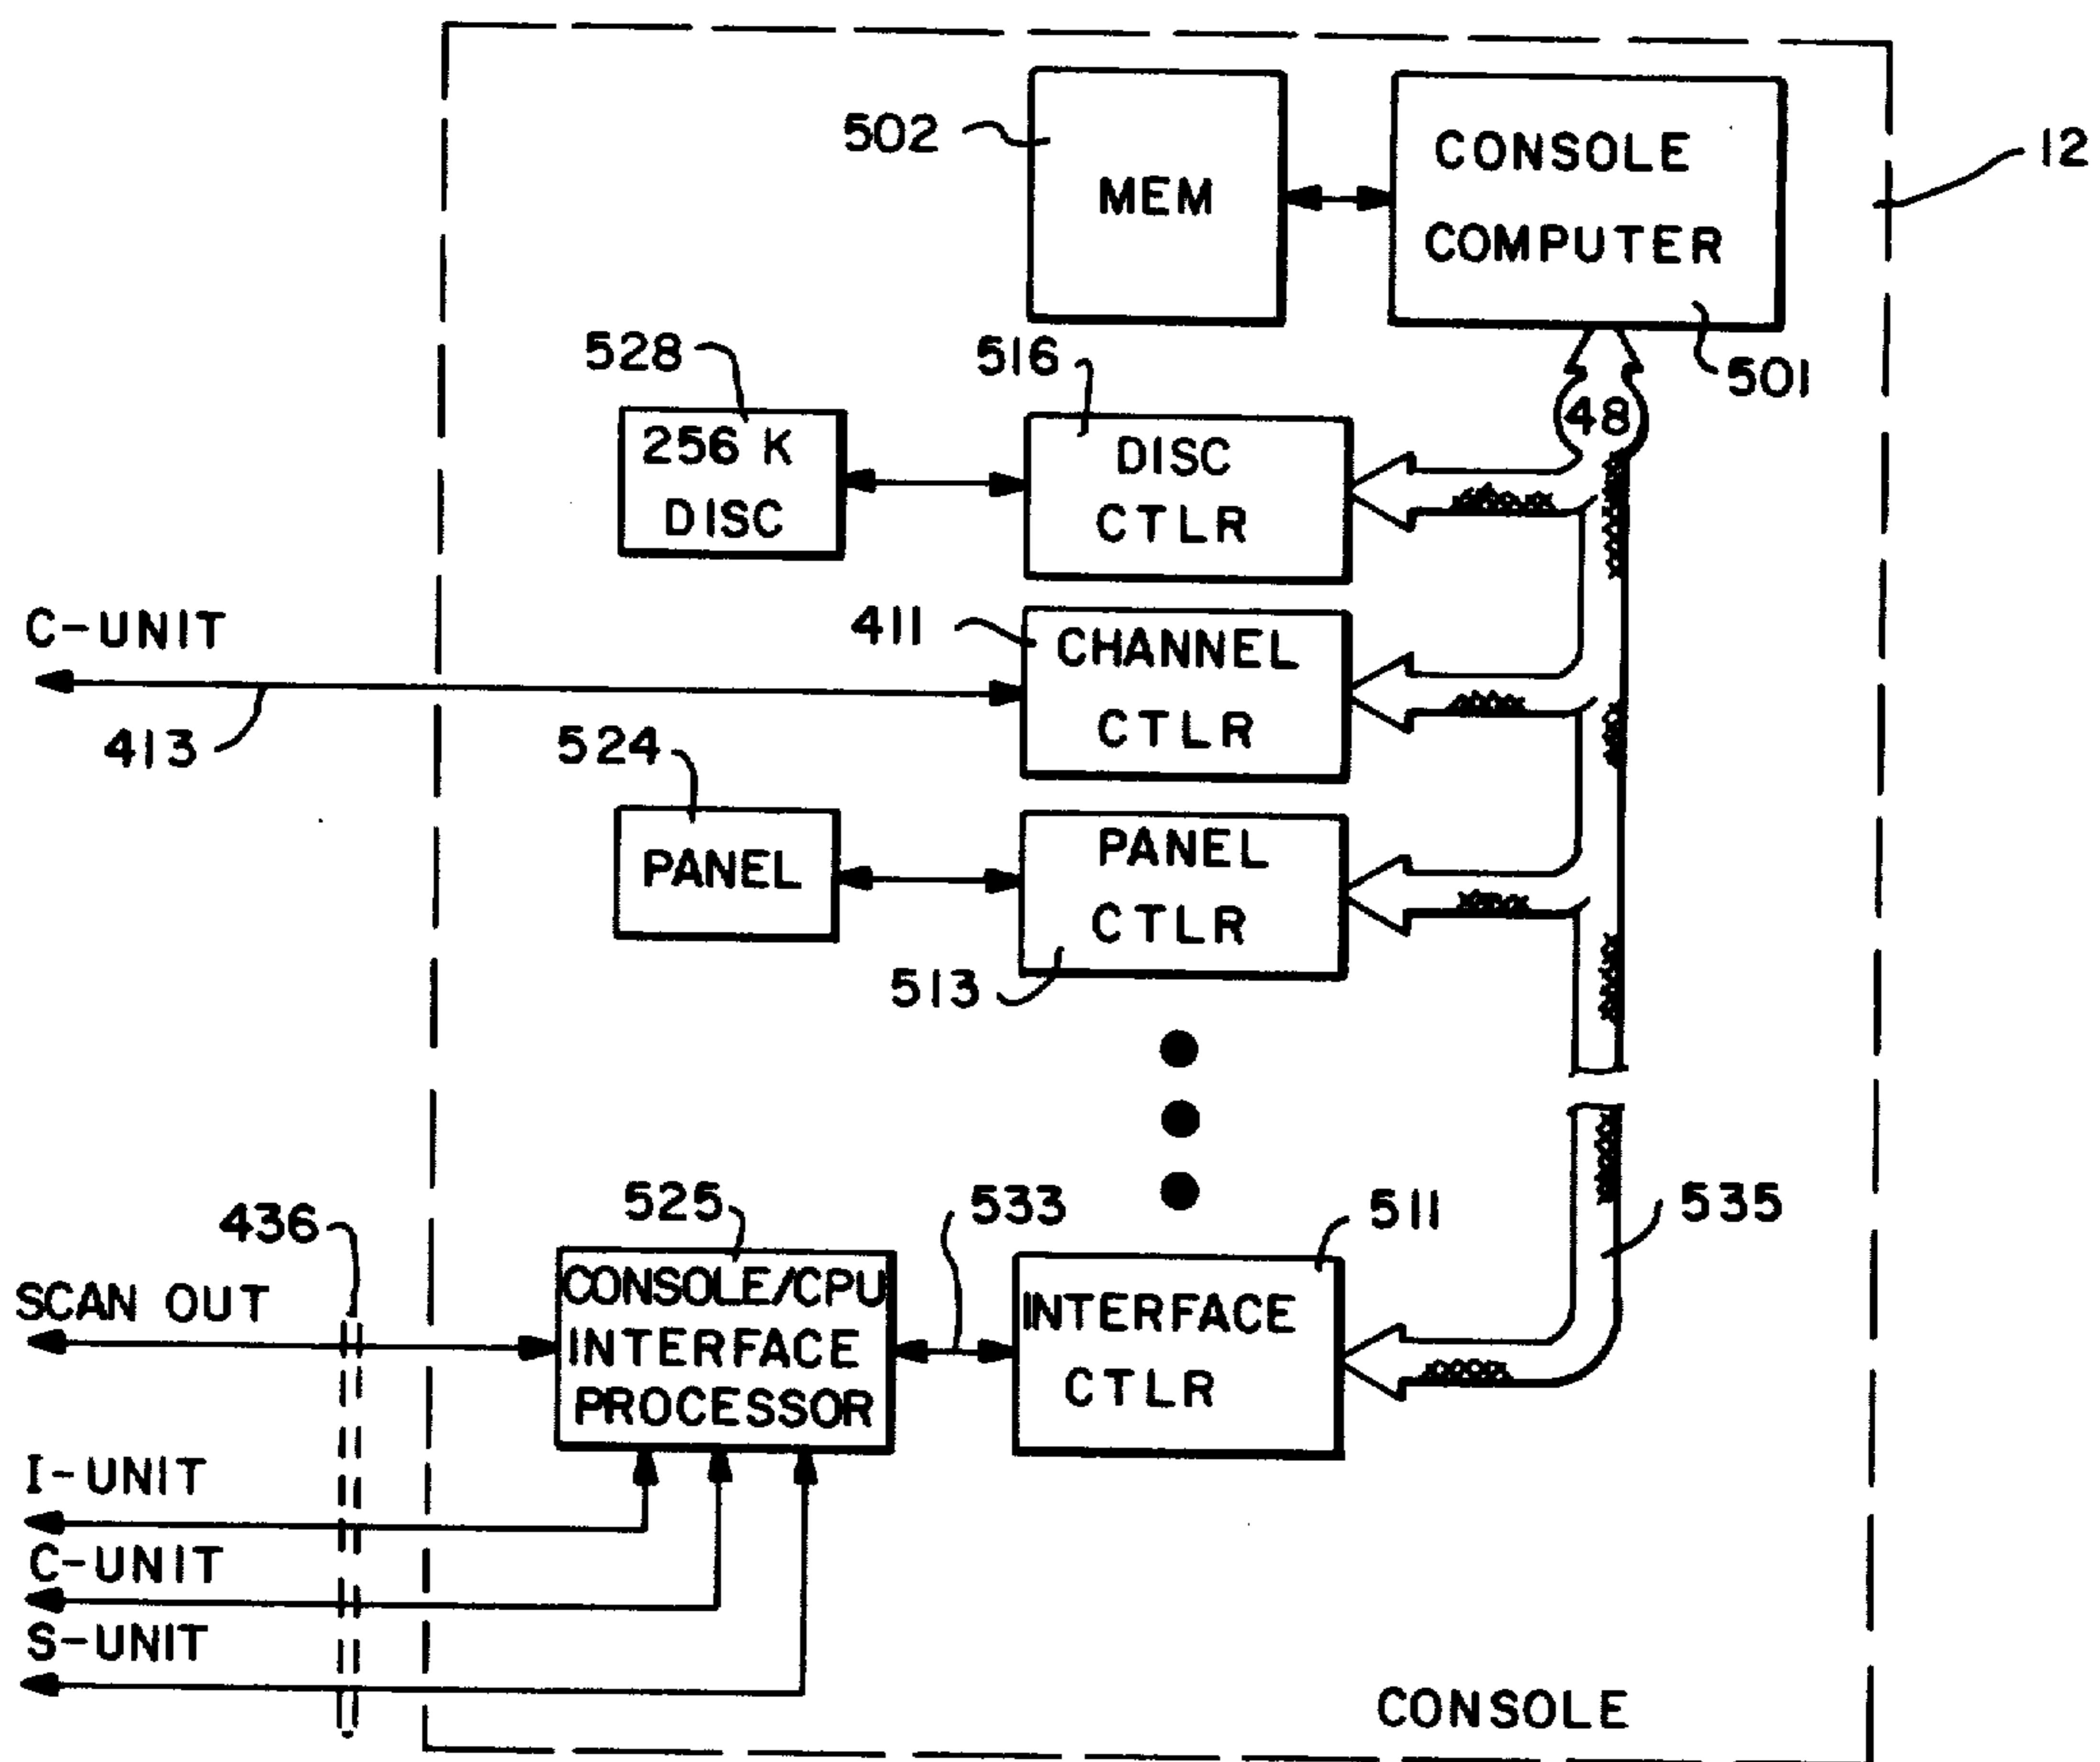 502
MEM
CONSOLE
COMPUTER
12
501
48
528
256 K
DISC
516
DISC
CTLR
C-UNIT
413
411
CHANNEL
CTLR
524
PANEL
PANEL
CTLR
513
436
525
533
511
535
SCAN OUT
CONSOLE/CPU
INTERFACE
PROCESSOR
INTERFACE
CTLR
I-UNIT
C-UNIT
S-UNIT
CONSOLE